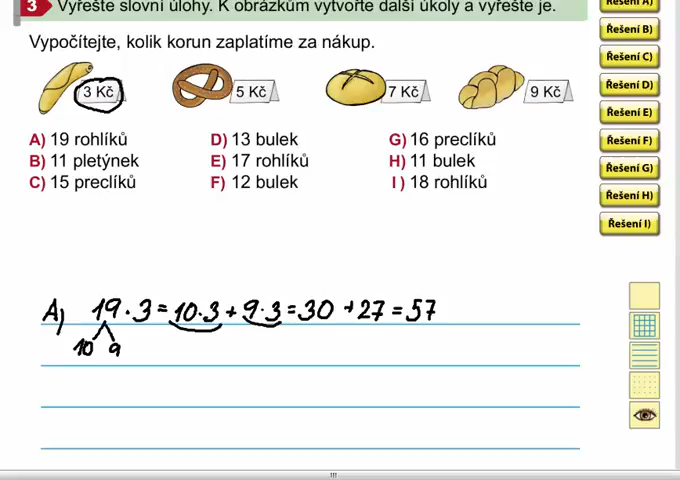 3 Vyřešte slovní úlohy. K obrázkům vytvořte další úkoly a vyřešte je.
Vypočítejte, kolik korun zaplatíme za nákup.
3 Kč 5 Kč 7 Kč 9 Kč
A) 19 rohlíků D) 13 bulek G) 16 preclíků
B) 11 pletýnek E) 17 rohlíků H) 11 bulek
C) 15 preclíků F) 12 bulek I) 18 rohlíků
A) 19 · 3 = 10 · 3 + 9 · 3 = 30 + 27 = 57
10 9
Řešení A)
Řešení B)
Řešení C)
Řešení D)
Řešení E)
Řešení F)
Řešení G)
Řešení H)
Řešení I)